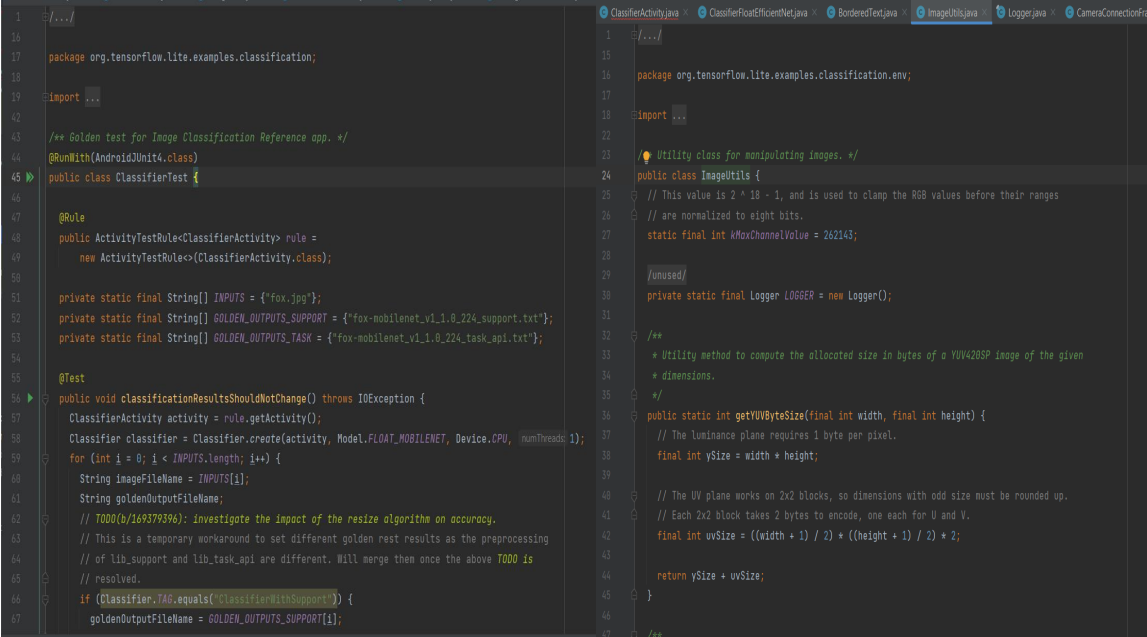 1 /.../
16
17 package org.tensorflow.lite.examples.classification;
18
19 import ...
42
43 /** Golden test for Image Classification Reference app. */
44 @RunWith(AndroidJUnit4.class)
45 public class ClassifierTest {
46
47 @Rule
48 public ActivityTestRule<ClassifierActivity> rule =
49 new ActivityTestRule<>(ClassifierActivity.class);
50
51 private static final String[] INPUTS = {"fox.jpg"};
52 private static final String[] GOLDEN_OUTPUTS_SUPPORT = {"fox-mobilenet_v1_1.0_224_support.txt"};
53 private static final String[] GOLDEN_OUTPUTS_TASK = {"fox-mobilenet_v1_1.0_224_task_api.txt"};
54
55 @Test
56 public void classificationResultsShouldNotChange() throws IOException {
57 ClassifierActivity activity = rule.getActivity();
58 Classifier classifier = Classifier.create(activity, Model.FLOAT_MOBILENET, Device.CPU, numThreads: 1);
59 for (int i = 0; i < INPUTS.length; i++) {
60 String imageFileName = INPUTS[i];
61 String goldenOutputFileName;
62 // TODO(b/169379396): investigate the impact of the resize algorithm on accuracy.
63 // This is a temporary workaround to set different golden rest results as the preprocessing
64 // of lib_support and lib_task_api are different. Will merge them once the above TODO is
65 // resolved.
66 if (Classifier.TAG.equals("ClassifierWithSupport")) {
67 goldenOutputFileName = GOLDEN_OUTPUTS_SUPPORT[i];
ClassifierActivity.java ClassifierFloatEfficientNet.java BorderedText.java ImageUtils.java Logger.java CameraConnectionFra
1 /.../
15
16 package org.tensorflow.lite.examples.classification.env;
17
18 import ...
22
23 /** Utility class for manipulating images. */
24 public class ImageUtils {
25 // This value is 2 ^ 18 - 1, and is used to clamp the RGB values before their ranges
26 // are normalized to eight bits.
27 static final int kMaxChannelValue = 262143;
28
29 /unused/
30 private static final Logger LOGGER = new Logger();
31
32 /**
33 * Utility method to compute the allocated size in bytes of a YUV420SP image of the given
34 * dimensions.
35 */
36 public static int getYUVByteSize(final int width, final int height) {
37 // The luminance plane requires 1 byte per pixel.
38 final int ySize = width * height;
39
40 // The UV plane works on 2x2 blocks, so dimensions with odd size must be rounded up.
41 // Each 2x2 block takes 2 bytes to encode, one each for U and V.
42 final int uvSize = ((width + 1) / 2) * ((height + 1) / 2) * 2;
43
44 return ySize + uvSize;
45 }
46
47 /**